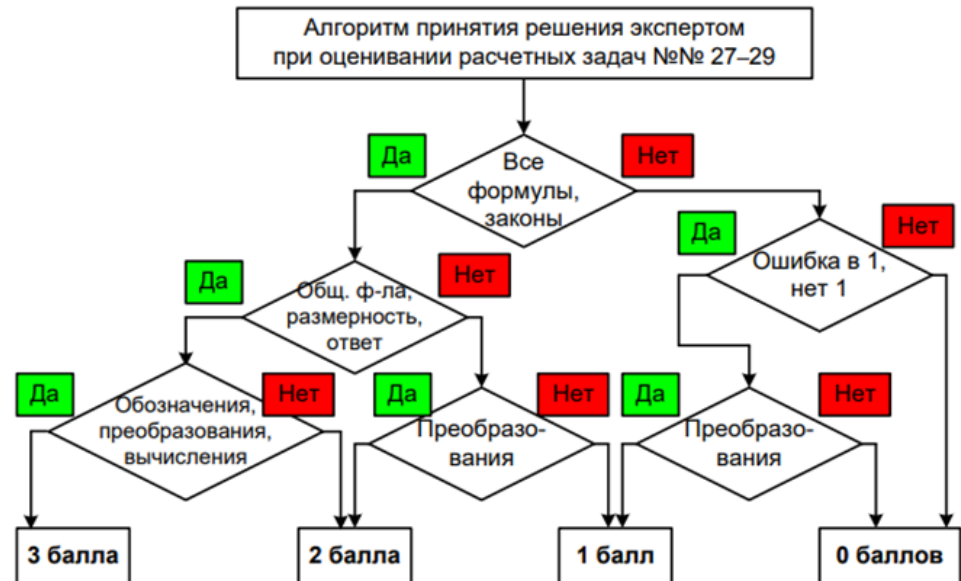 Алгоритм принятия решения экспертом
при оценивании расчетных задач №№ 27–29
Да
Нет
Все
формулы,
законы
Да
Нет
Ошибка в 1,
нет 1
Да
Нет
Общ. ф-ла,
размерность,
ответ
Да
Нет
Обозначения,
преобразования,
вычисления
Да
Нет
Преобразо-
вания
Да
Нет
Преобразо-
вания
3 балла
2 балла
1 балл
0 баллов